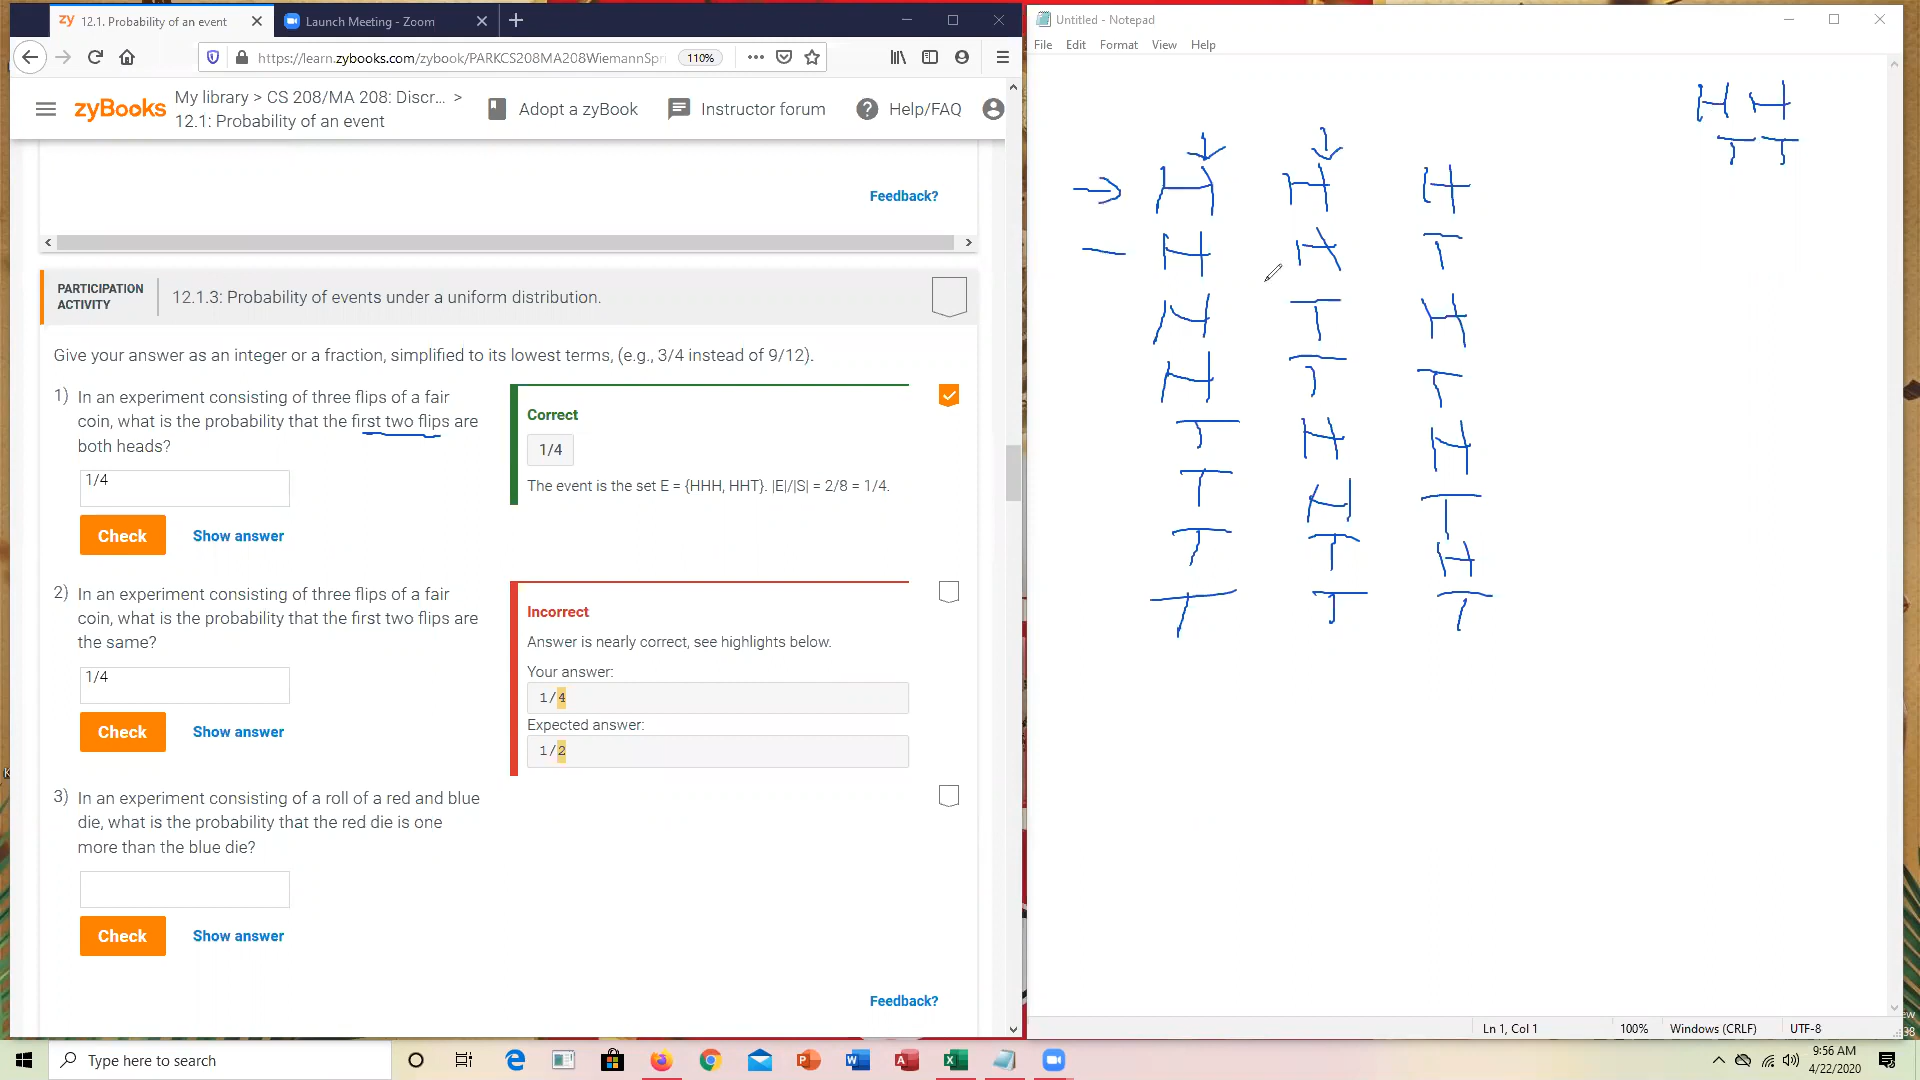 12.1. Probability of an event
Launch Meeting - Zoom
https://learn.zybooks.com/zybook/PARKCS208MA208WiemannSpri
110%
zyBooks
My library > CS 208/MA 208: Discr... >
12.1: Probability of an event
Adopt a zyBook
Instructor forum
Help/FAQ
Feedback?
PARTICIPATION
ACTIVITY
12.1.3: Probability of events under a uniform distribution.
Give your answer as an integer or a fraction, simplified to its lowest terms, (e.g., 3/4 instead of 9/12).
1) In an experiment consisting of three flips of a fair
coin, what is the probability that the first two flips are
both heads?
1/4
Check
Show answer
Correct
1/4
The event is the set E = {HHH, HHT}. |E|/|S| = 2/8 = 1/4.
2) In an experiment consisting of three flips of a fair
coin, what is the probability that the first two flips are
the same?
1/4
Check
Show answer
Incorrect
Answer is nearly correct, see highlights below.
Your answer:
1/4
Expected answer:
1/2
3) In an experiment consisting of a roll of a red and blue
die, what is the probability that the red die is one
more than the blue die?
Check
Show answer
Feedback?
Untitled - Notepad
File Edit Format View Help
H H
T T
H H H
H H T
H T H
H T T
T H H
T H T
T T H
T T T
Ln 1, Col 1
100%
Windows (CRLF)
UTF-8
Type here to search
9:56 AM
4/22/2020